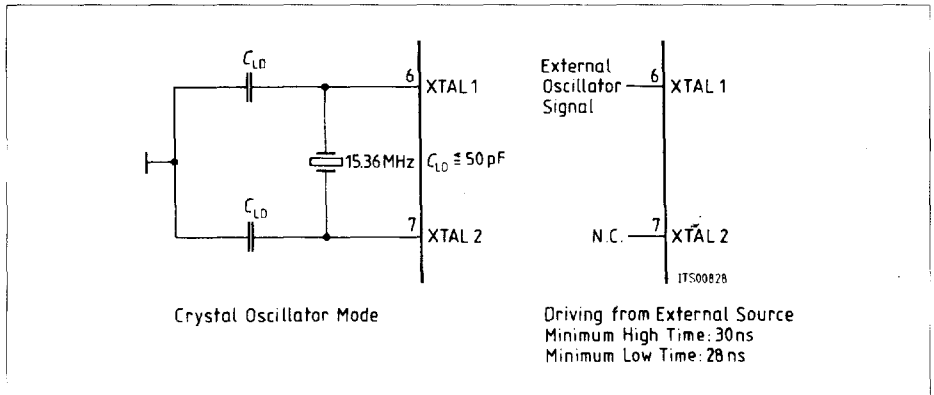 C_LD
6
XTAL 1
15.36 MHz
C_LD ≦ 50 pF
C_LD
7
XTAL 2
Crystal Oscillator Mode
External
Oscillator
Signal
6
XTAL 1
N.C.
7
XTAL 2
ITS00828
Driving from External Source
Minimum High Time: 30ns
Minimum Low Time: 28 ns